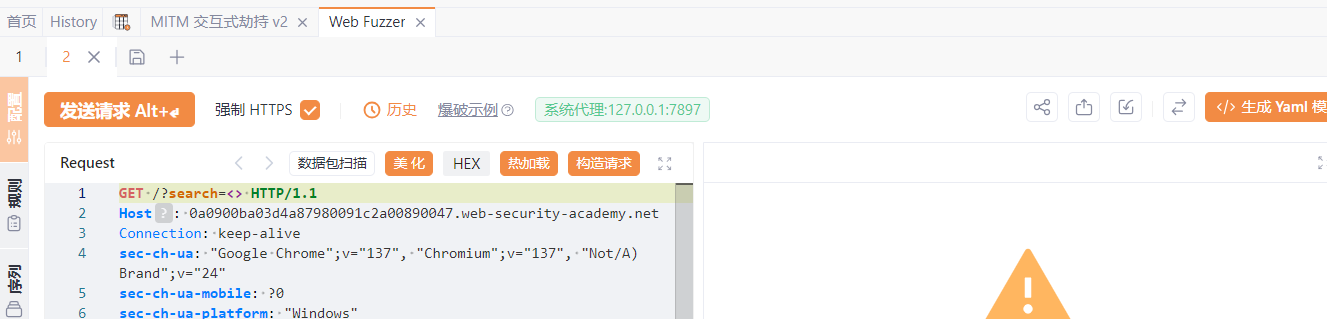 首页 History MITM 交互式劫持 v2 Web Fuzzer
1 2
配置
规则
序列
发送请求 Alt+↵ 强制 HTTPS 历史 爆破示例 系统代理:127.0.0.1:7897 </> 生成 Yaml 模
Request 数据包扫描 美化 HEX 热加载 构造请求
1 GET /?search=<> HTTP/1.1
2 Host ? : 0a0900ba03d4a87980091c2a00890047.web-security-academy.net
3 Connection: keep-alive
4 sec-ch-ua: "Google Chrome";v="137", "Chromium";v="137", "Not/A)
Brand";v="24"
5 sec-ch-ua-mobile: ?0
6 sec-ch-ua-platform: "Windows"